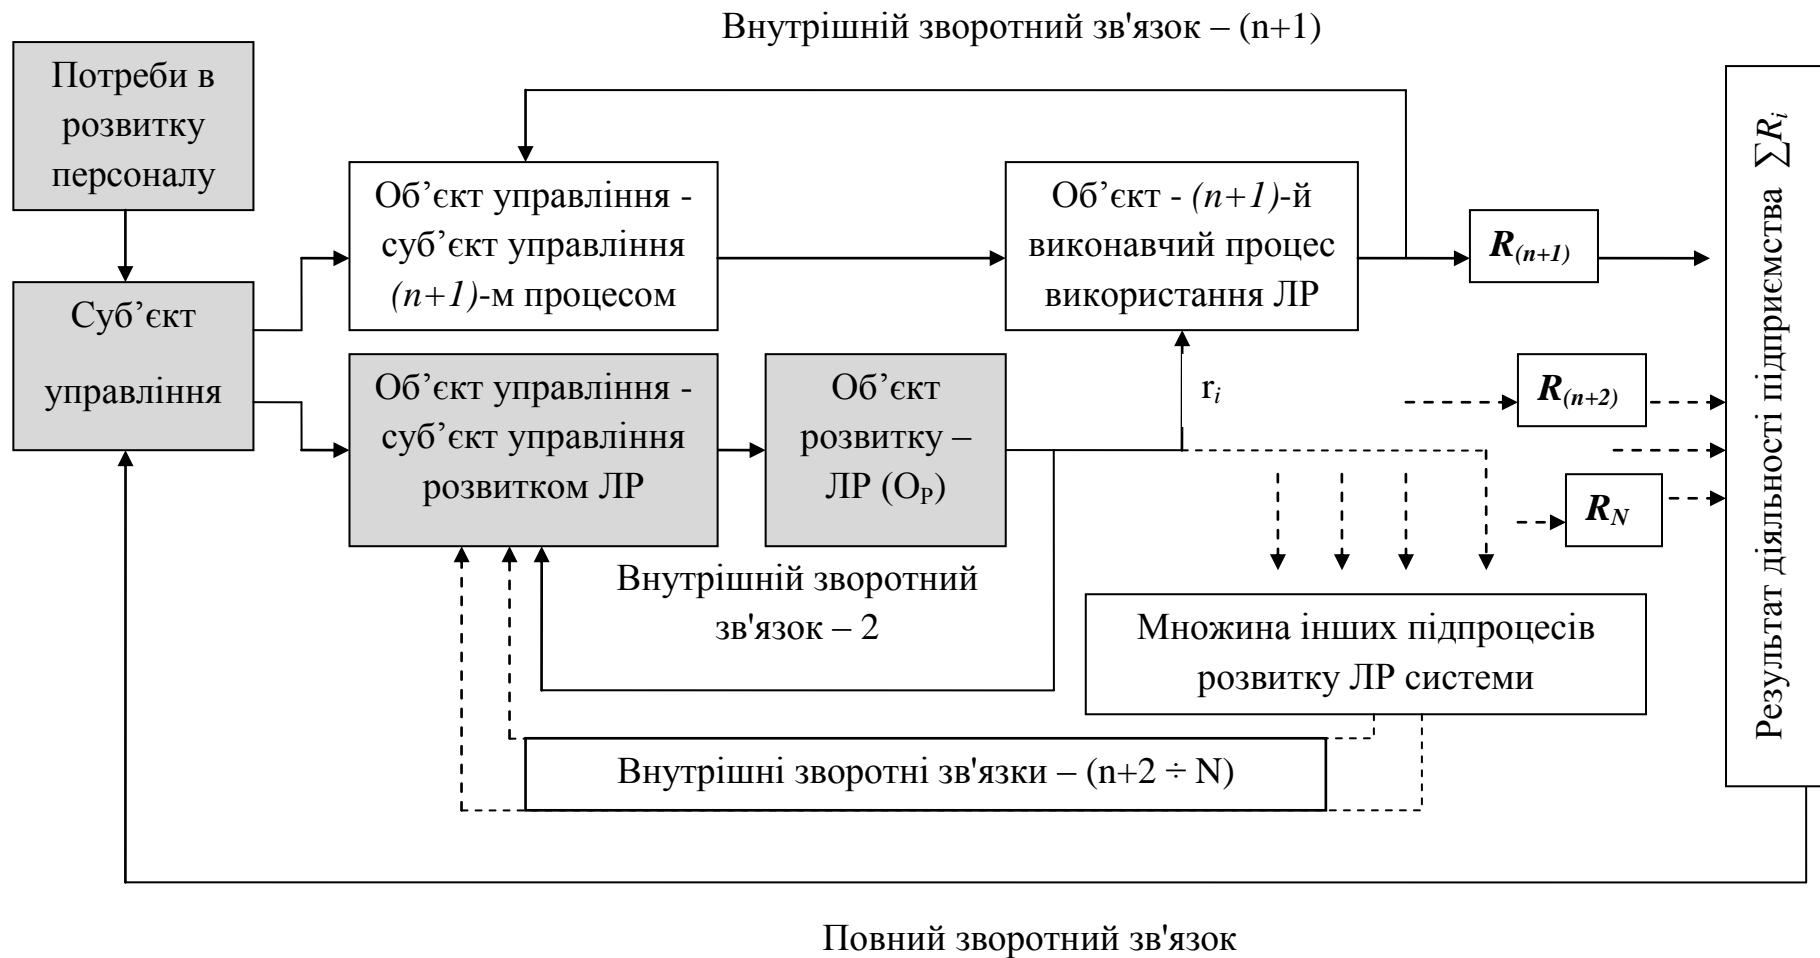 Внутрішній зворотний зв'язок – (n+1)
Потреби в
розвитку
персоналу
Суб’єкт
управління
Об’єкт управління -
суб’єкт управління
(n+1)-м процесом
Об’єкт - (n+1)-й
виконавчий процес
використання ЛР
R(n+1)
Об’єкт управління -
суб’єкт управління
розвитком ЛР
Об’єкт
розвитку –
ЛР (ОР)
ri
R(n+2)
RN
Результат діяльності підприємства ∑Ri
Внутрішній зворотний
зв'язок – 2
Множина інших підпроцесів
розвитку ЛР системи
Внутрішні зворотні зв'язки – (n+2 ÷ N)
Повний зворотний зв'язок